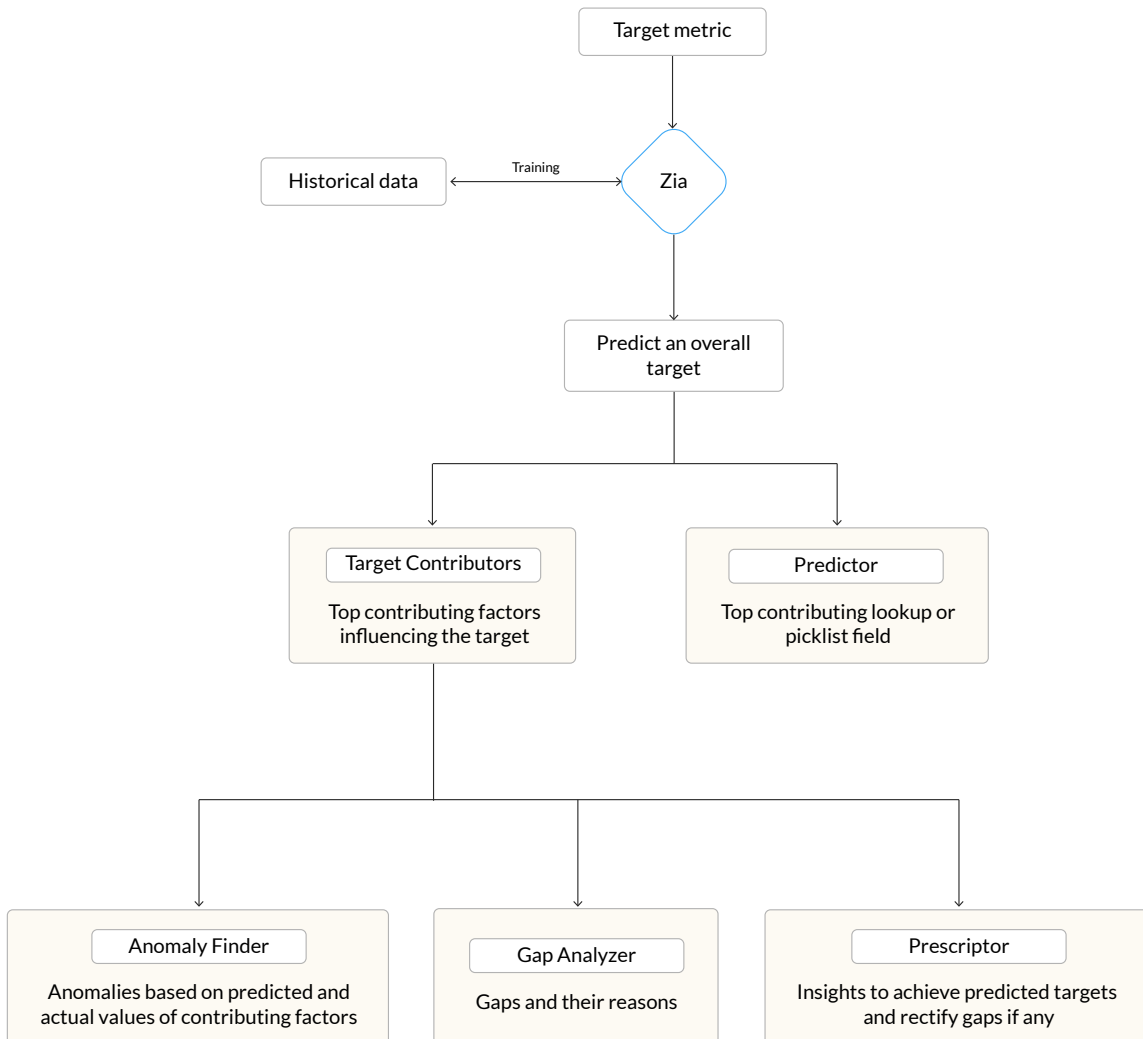 Target metric
Historical data
Training
Zia
Predict an overall
target
Target Contributors
Top contributing factors
influencing the target
Predictor
Top contributing lookup or
picklist field
Anomaly Finder
Anomalies based on predicted and
actual values of contributing factors
Gap Analyzer
Gaps and their reasons
Prescriptor
Insights to achieve predicted targets
and rectify gaps if any